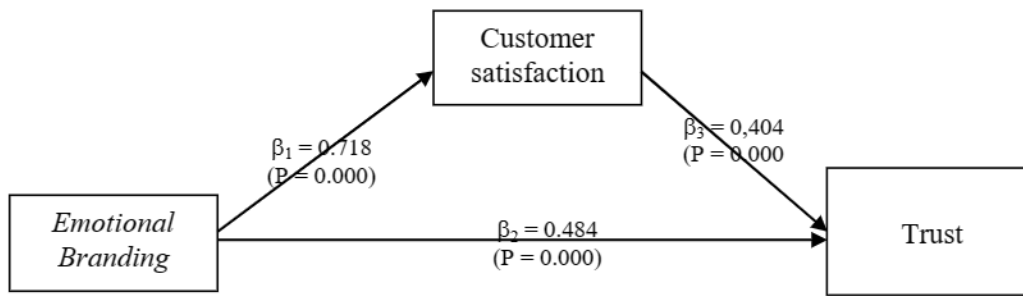 Customer
satisfaction
β₁ = 0.718
(P = 0.000)
β₃ = 0,404
(P = 0.000
Emotional
Branding
β₂ = 0.484
(P = 0.000)
Trust